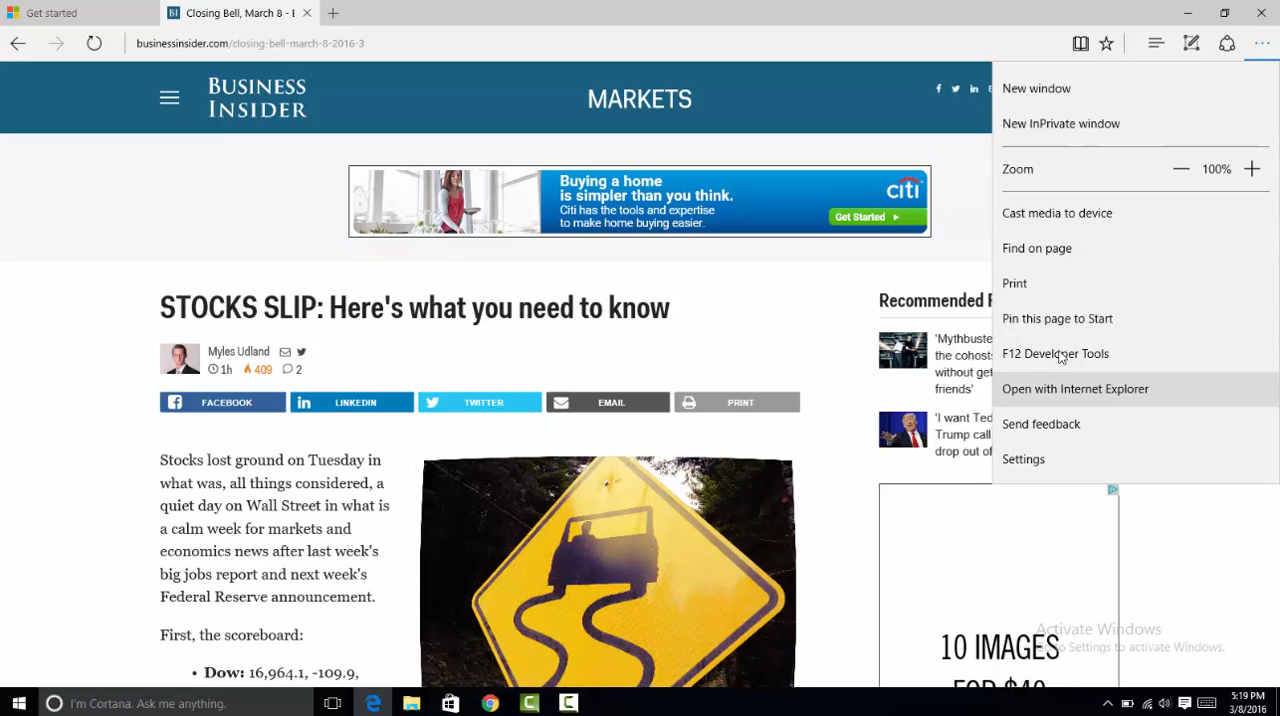 Get started
BI Closing Bell, March 8 - B
businessinsider.com/closing-bell-march-8-2016-3
BUSINESS
INSIDER
MARKETS
Buying a home
is simpler than you think.
Citi has the tools and expertise
to make home buying easier.
citi
Get Started
STOCKS SLIP: Here's what you need to know
Myles Udland
1h 409 2
FACEBOOK
LINKEDIN
TWITTER
EMAIL
PRINT
Stocks lost ground on Tuesday in
what was, all things considered, a
quiet day on Wall Street in what is
a calm week for markets and
economics news after last week's
big jobs report and next week's
Federal Reserve announcement.
First, the scoreboard:
• Dow: 16,964.1, -109.9,
Recommended
'Mythbuste
the cohosts
without get
friends'
'I want Ted
Trump call
drop out of
10 IMAGES
FOR $40
New window
New InPrivate window
Zoom
100%
Cast media to device
Find on page
Print
Pin this page to Start
F12 Developer Tools
Open with Internet Explorer
Send feedback
Settings
Activate Windows
Go to Settings to activate Windows.
I'm Cortana. Ask me anything.
5:19 PM
3/8/2016